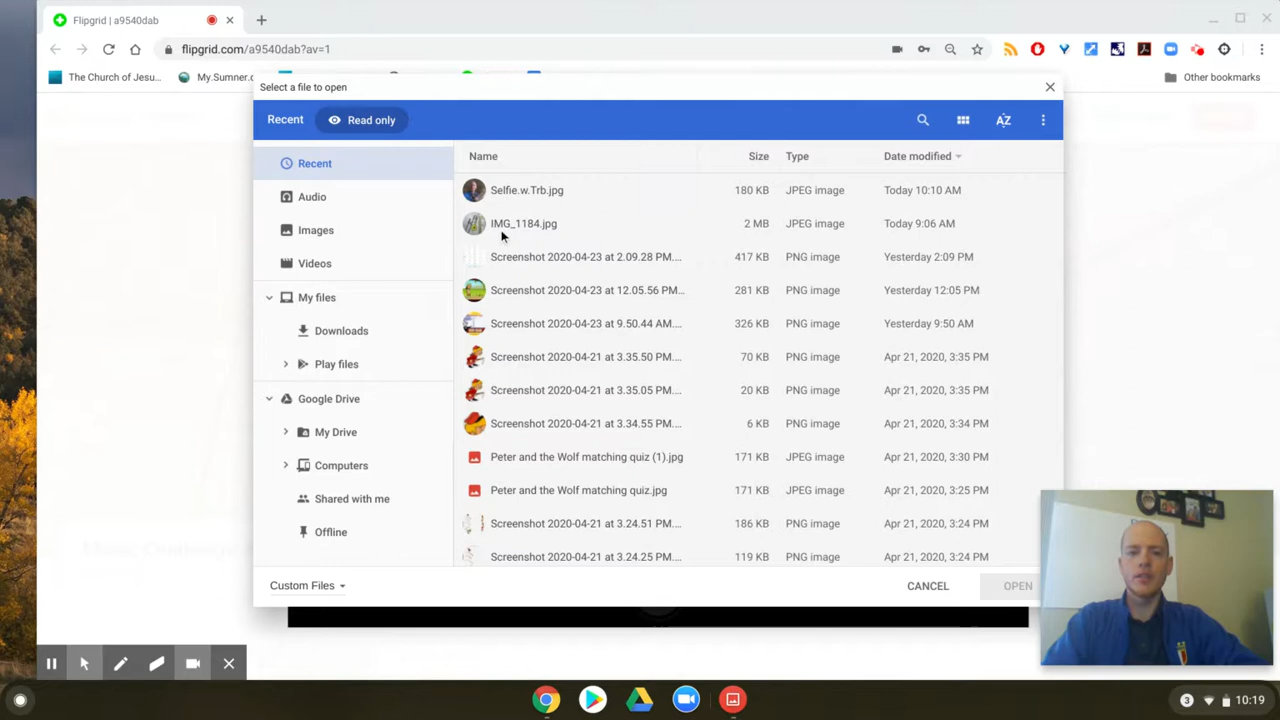 Flipgrid | a9540dab
flipgrid.com/a9540dab?av=1
The Church of Jesu...
My.Sumner.c
Other bookmarks
Select a file to open
Recent
Read only
AZ
Recent
Audio
Images
Videos
My files
Downloads
Play files
Google Drive
My Drive
Computers
Shared with me
Offline
Name Size Type Date modified
Selfie.w.Trb.jpg 180 KB JPEG image Today 10:10 AM
IMG_1184.jpg 2 MB JPEG image Today 9:06 AM
Screenshot 2020-04-23 at 2.09.28 PM.... 417 KB PNG image Yesterday 2:09 PM
Screenshot 2020-04-23 at 12.05.56 PM... 281 KB PNG image Yesterday 12:05 PM
Screenshot 2020-04-23 at 9.50.44 AM.... 326 KB PNG image Yesterday 9:50 AM
Screenshot 2020-04-21 at 3.35.50 PM.... 70 KB PNG image Apr 21, 2020, 3:35 PM
Screenshot 2020-04-21 at 3.35.05 PM.... 20 KB PNG image Apr 21, 2020, 3:35 PM
Screenshot 2020-04-21 at 3.34.55 PM.... 6 KB PNG image Apr 21, 2020, 3:34 PM
Peter and the Wolf matching quiz (1).jpg 171 KB JPEG image Apr 21, 2020, 3:30 PM
Peter and the Wolf matching quiz.jpg 171 KB JPEG image Apr 21, 2020, 3:25 PM
Screenshot 2020-04-21 at 3.24.51 PM.... 186 KB PNG image Apr 21, 2020, 3:24 PM
Screenshot 2020-04-21 at 3.24.25 PM.... 119 KB PNG image Apr 21, 2020, 3:24 PM
Custom Files
CANCEL
OPEN
3
10:19